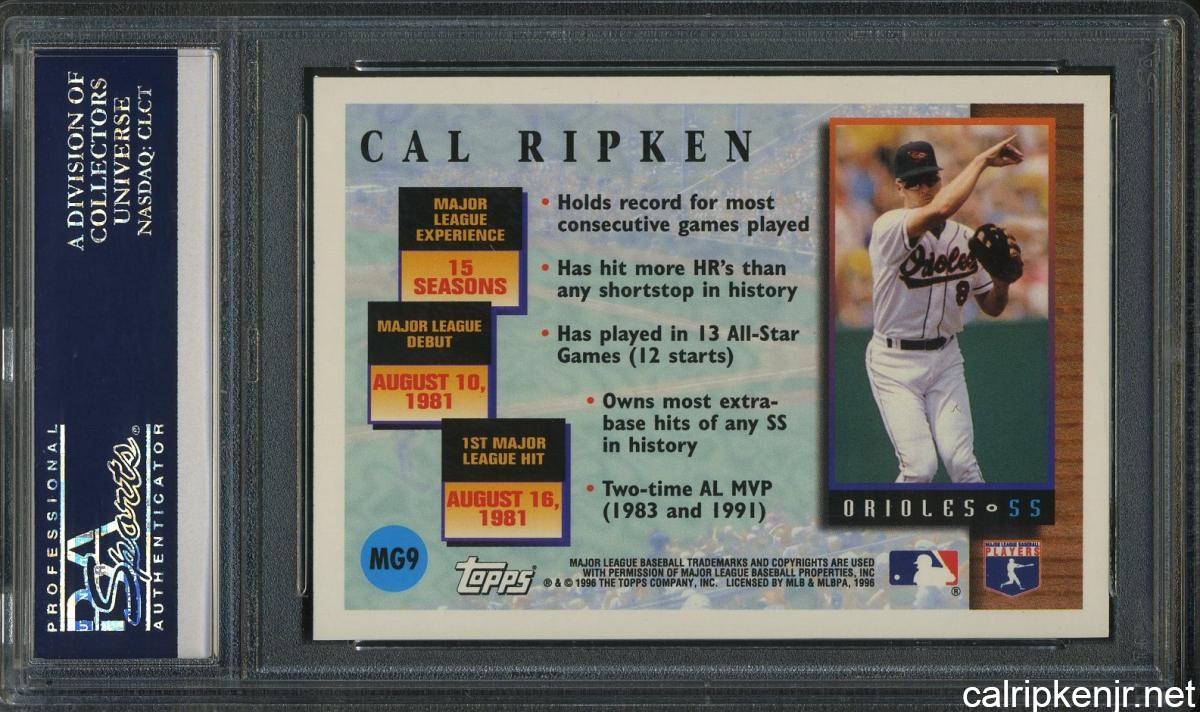 A DIVISION OF
COLLECTORS
UNIVERSE
NASDAQ: CLCT
PROFESSIONAL
PSA
Sports®
AUTHENTICATOR
CAL RIPKEN
MAJOR
LEAGUE
EXPERIENCE
15
SEASONS
MAJOR LEAGUE
DEBUT
AUGUST 10,
1981
1ST MAJOR
LEAGUE HIT
AUGUST 16,
1981
• Holds record for most
consecutive games played
• Has hit more HR's than
any shortstop in history
• Has played in 13 All-Star
Games (12 starts)
• Owns most extra-
base hits of any SS
in history
• Two-time AL MVP
(1983 and 1991)
Orioles
8
ORIOLES SS
MG9
Topps
MAJOR LEAGUE BASEBALL TRADEMARKS AND COPYRIGHTS ARE USED
WITH PERMISSION OF MAJOR LEAGUE BASEBALL PROPERTIES, INC
® & © 1996 THE TOPPS COMPANY, INC. LICENSED BY MLB & MLBPA, 1996
®
MAJOR LEAGUE BASEBALL
PLAYERS
calripkenjr.net